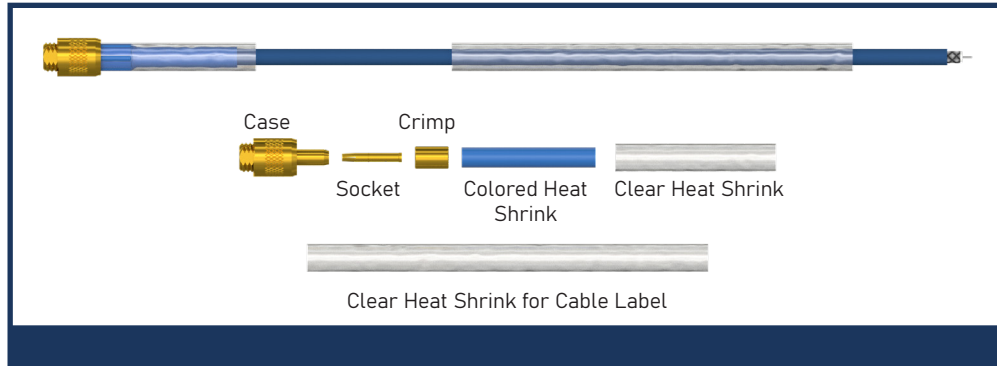 Case
Crimp
Socket
Colored Heat
Shrink
Clear Heat Shrink
Clear Heat Shrink for Cable Label